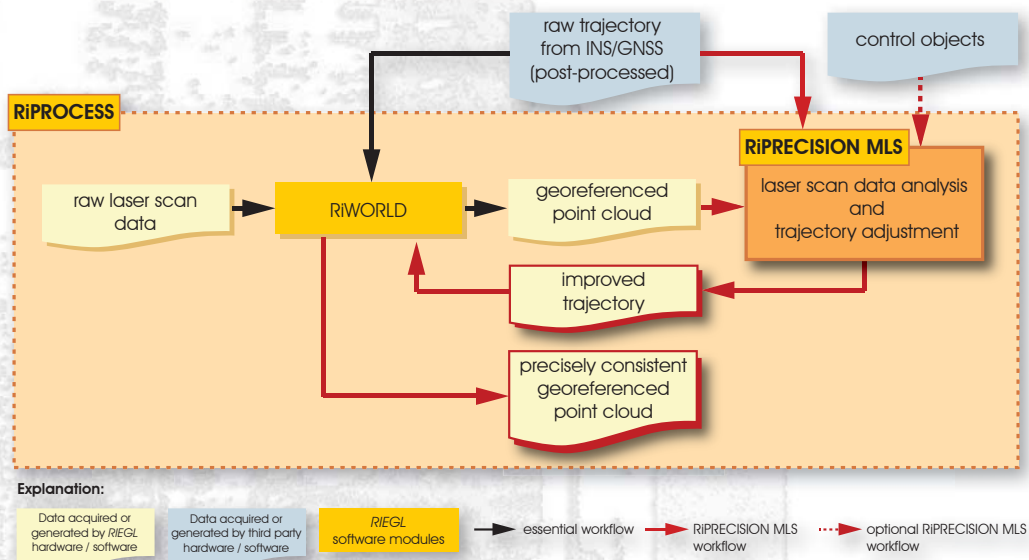 raw trajectory
from INS/GNSS
(post-processed)
control objects
RiPROCESS
RiPRECISION MLS
raw laser scan
data
RiWORLD
georeferenced
point cloud
laser scan data analysis
and
trajectory adjustment
improved
trajectory
precisely consistent
georeferenced
point cloud
Explanation:
Data acquired or
generated by RIEGL
hardware / software
Data acquired or
generated by third party
hardware / software
RIEGL
software modules
essential workflow
RiPRECISION MLS
workflow
optional RiPRECISION MLS
workflow